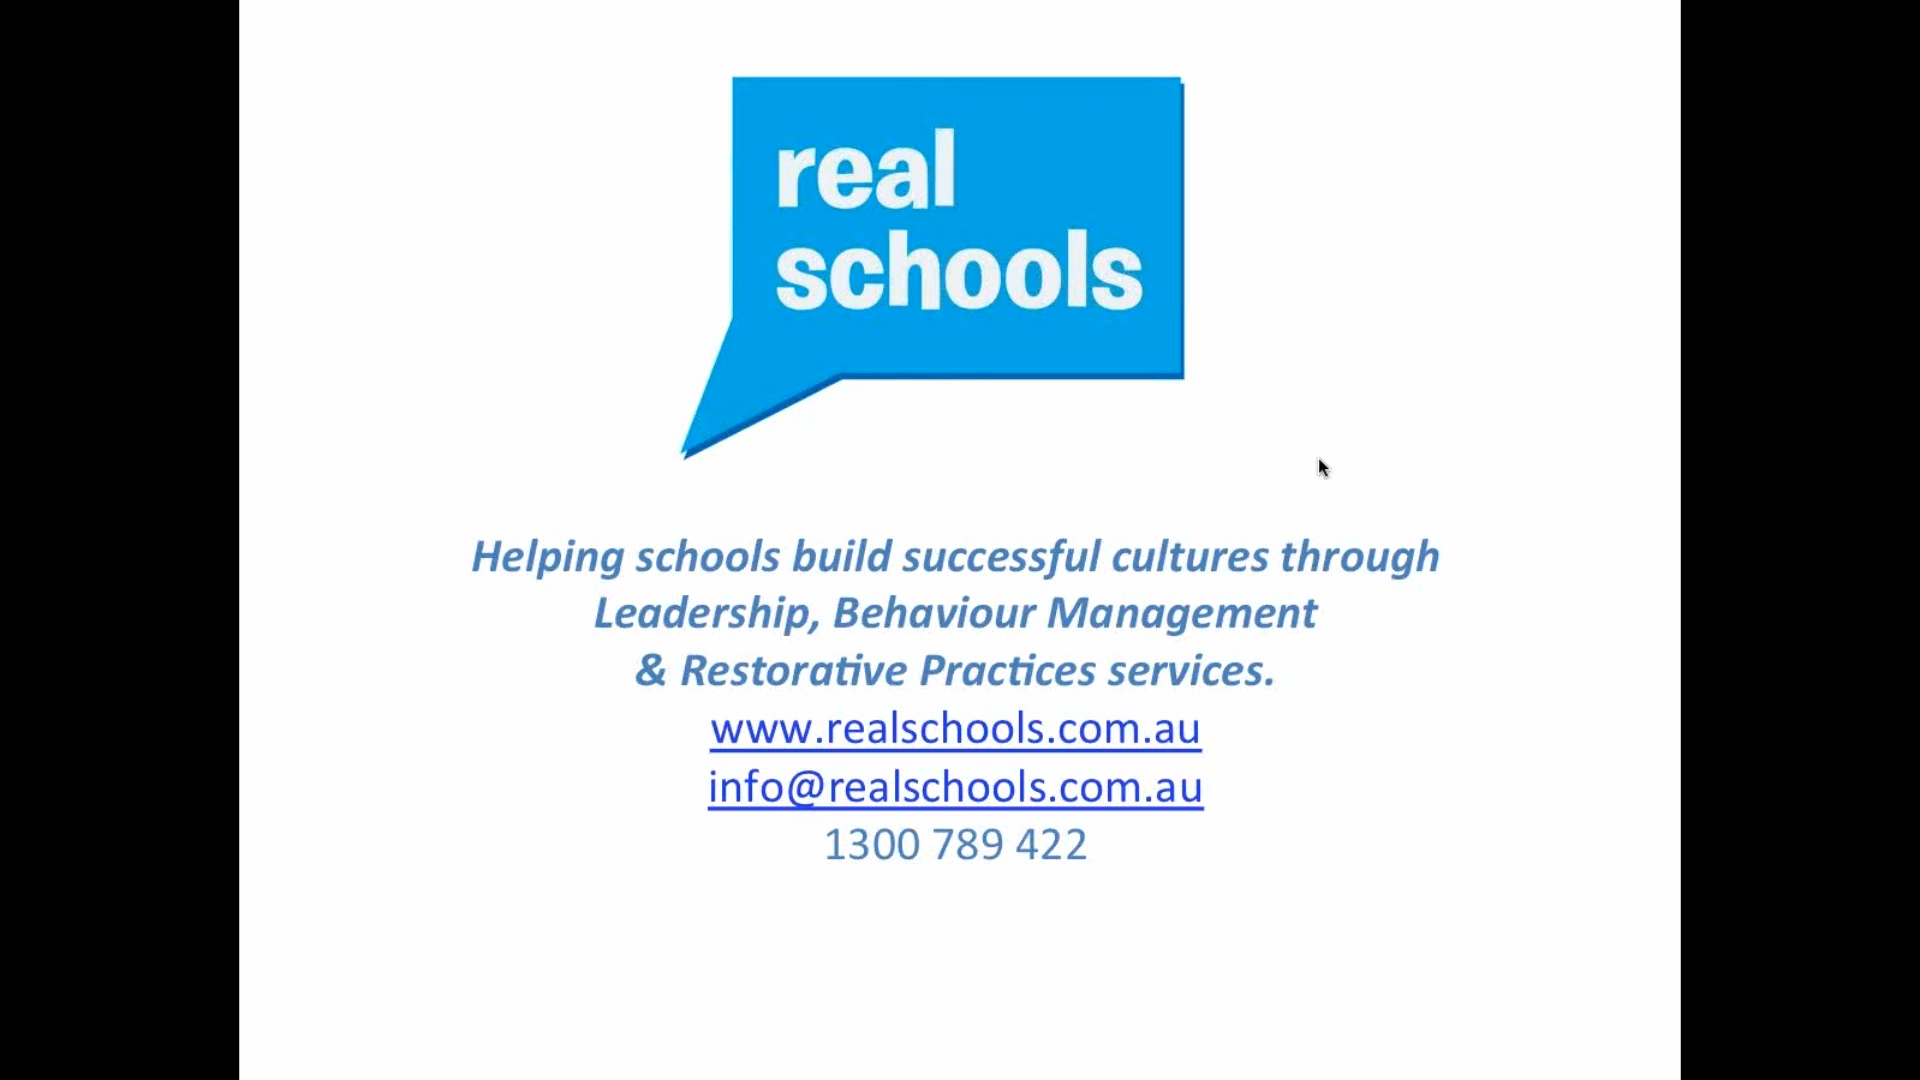 real
schools
Helping schools build successful cultures through
Leadership, Behaviour Management
& Restorative Practices services.
www.realschools.com.au
info@realschools.com.au
1300 789 422